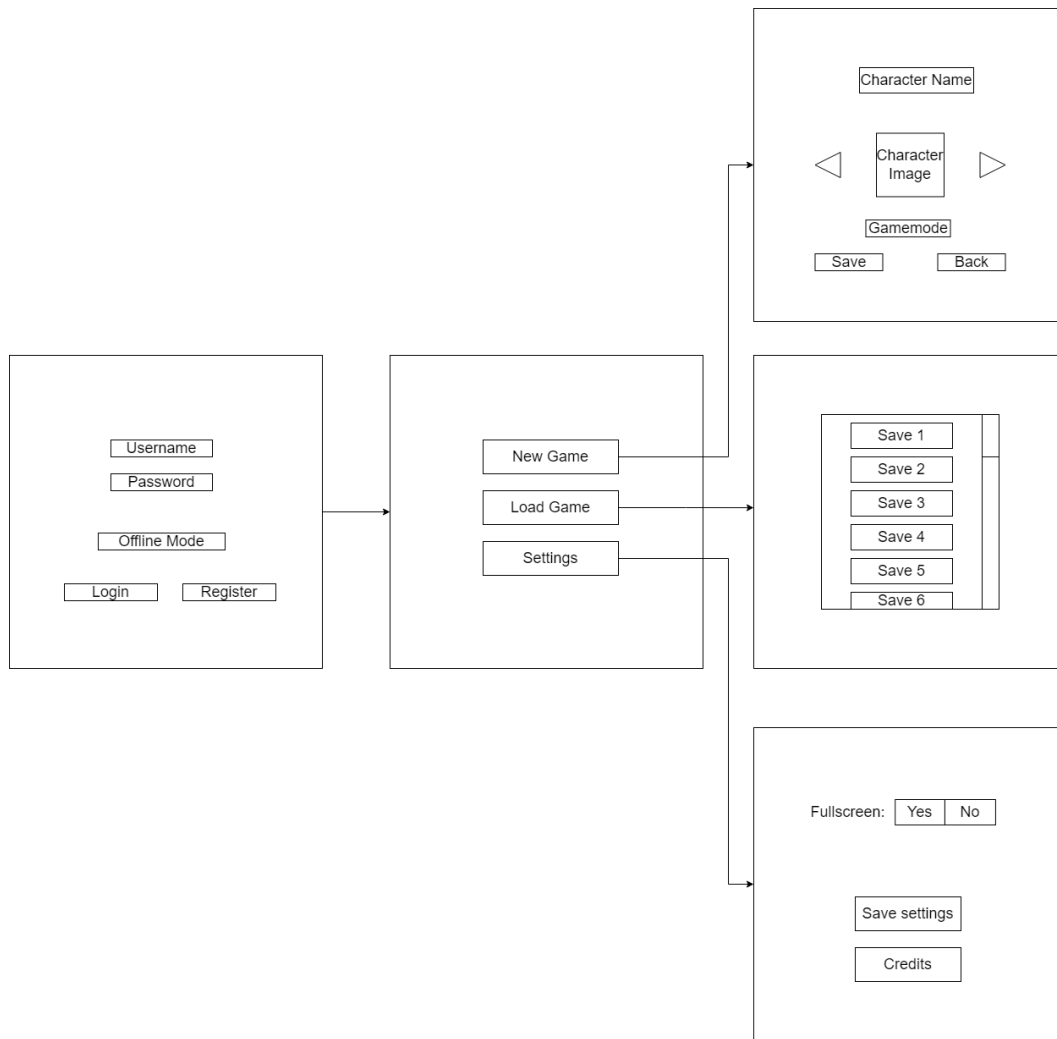 Character Name
Character
Image
Gamemode
Save
Back
Username
Password
Offline Mode
Login
Register
New Game
Load Game
Settings
Save 1
Save 2
Save 3
Save 4
Save 5
Save 6
Fullscreen: Yes No
Save settings
Credits